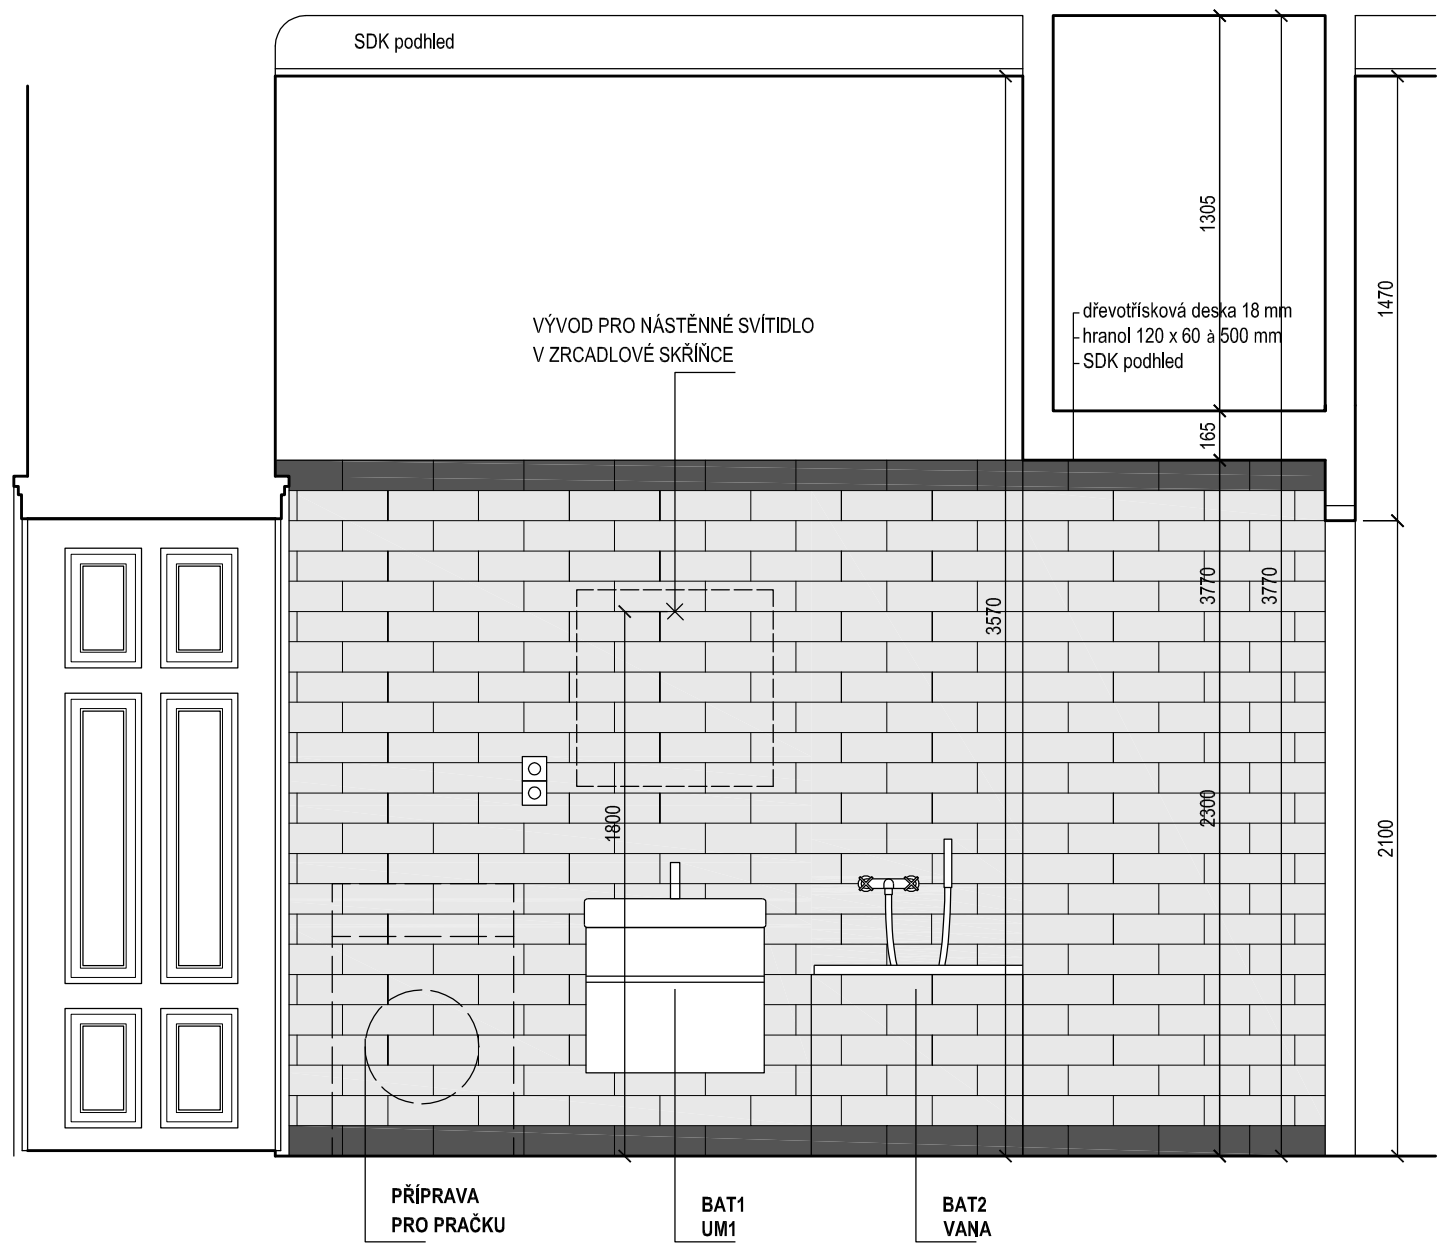 SDK podhled
1305
1470
VÝVOD PRO NÁSTĚNNÉ SVÍTIDLO
V ZRCADLOVÉ SKŘÍŇCE
dřevotřísková deska 18 mm
hranol 120 x 60 à 500 mm
SDK podhled
165
3570
3770
3770
1800
2300
2100
PŘÍPRAVA
PRO PRAČKU
BAT1
UM1
BAT2
VANA